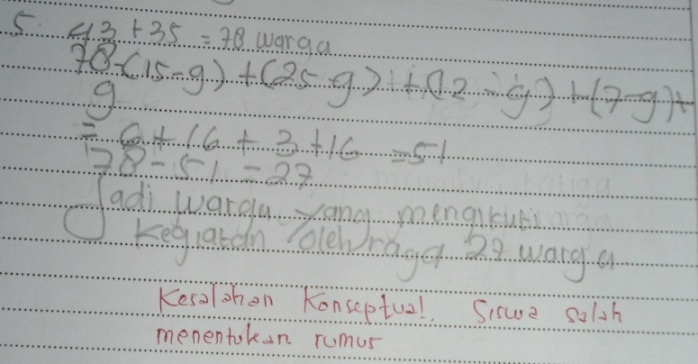 5. 43 + 35 = 78 warga
78-(15-9)+(25-9)+(12-9)+(7-9)+
9
= 6 + 16 + 3 + 16 = 51
78 - 51 = 27
Jadi warga yang mengikuti
kegiatan olehraga 27 warga
Kesalahan Konseptual. Siswa salah
menentukan rumus